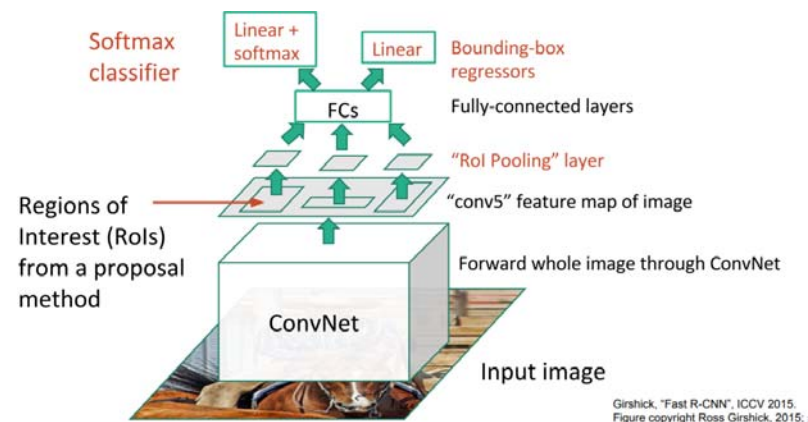 Softmax
classifier
Linear +
softmax
Linear
Bounding-box
regressors
FCs
Fully-connected layers
"RoI Pooling" layer
"conv5" feature map of image
Regions of
Interest (RoIs)
from a proposal
method
Forward whole image through ConvNet
ConvNet
Input image
Girshick, "Fast R-CNN", ICCV 2015.
Figure copyright Ross Girshick, 2015;